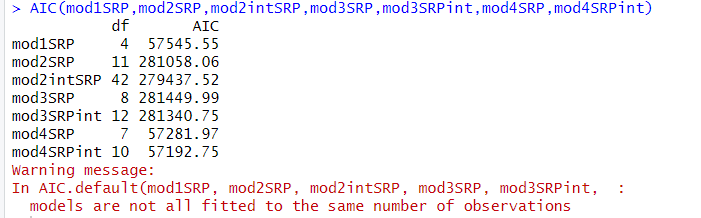 > AIC(mod1SRP,mod2SRP,mod2intSRP,mod3SRP,mod3SRPint,mod4SRP,mod4SRPint)
df AIC
mod1SRP 4 57545.55
mod2SRP 11 281058.06
mod2intSRP 42 279437.52
mod3SRP 8 281449.99
mod3SRPint 12 281340.75
mod4SRP 7 57281.97
mod4SRPint 10 57192.75
Warning message:
In AIC.default(mod1SRP, mod2SRP, mod2intSRP, mod3SRP, mod3SRPint, :
models are not all fitted to the same number of observations